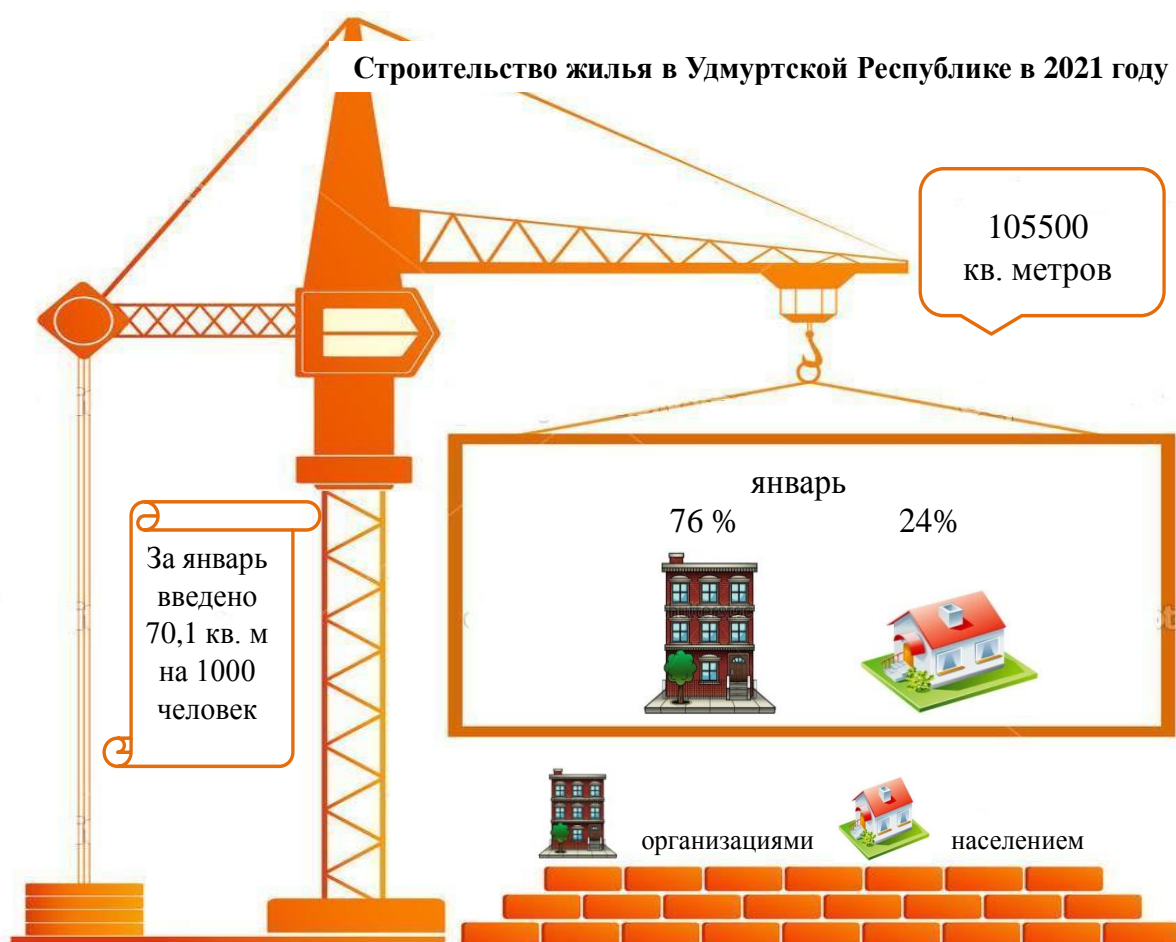 Строительство жилья в Удмуртской Республике в 2021 году
105500
кв. метров
январь
76 % 24%
За январь
введено
70,1 кв. м
на 1000
человек
организациями населением